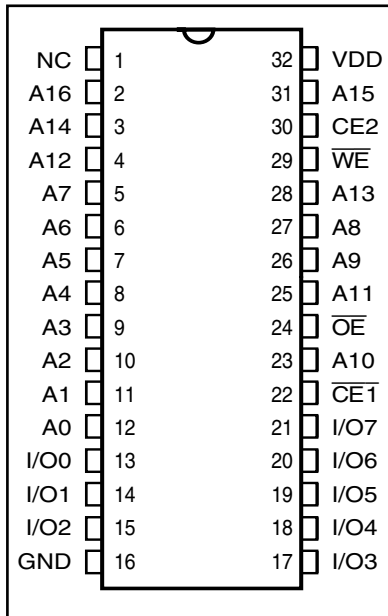 NC 1 32 VDD
A16 2 31 A15
A14 3 30 CE2
A12 4 29 W̅E̅
A7 5 28 A13
A6 6 27 A8
A5 7 26 A9
A4 8 25 A11
A3 9 24 O̅E̅
A2 10 23 A10
A1 11 22 C̅E̅1̅
A0 12 21 I/O7
I/O0 13 20 I/O6
I/O1 14 19 I/O5
I/O2 15 18 I/O4
GND 16 17 I/O3